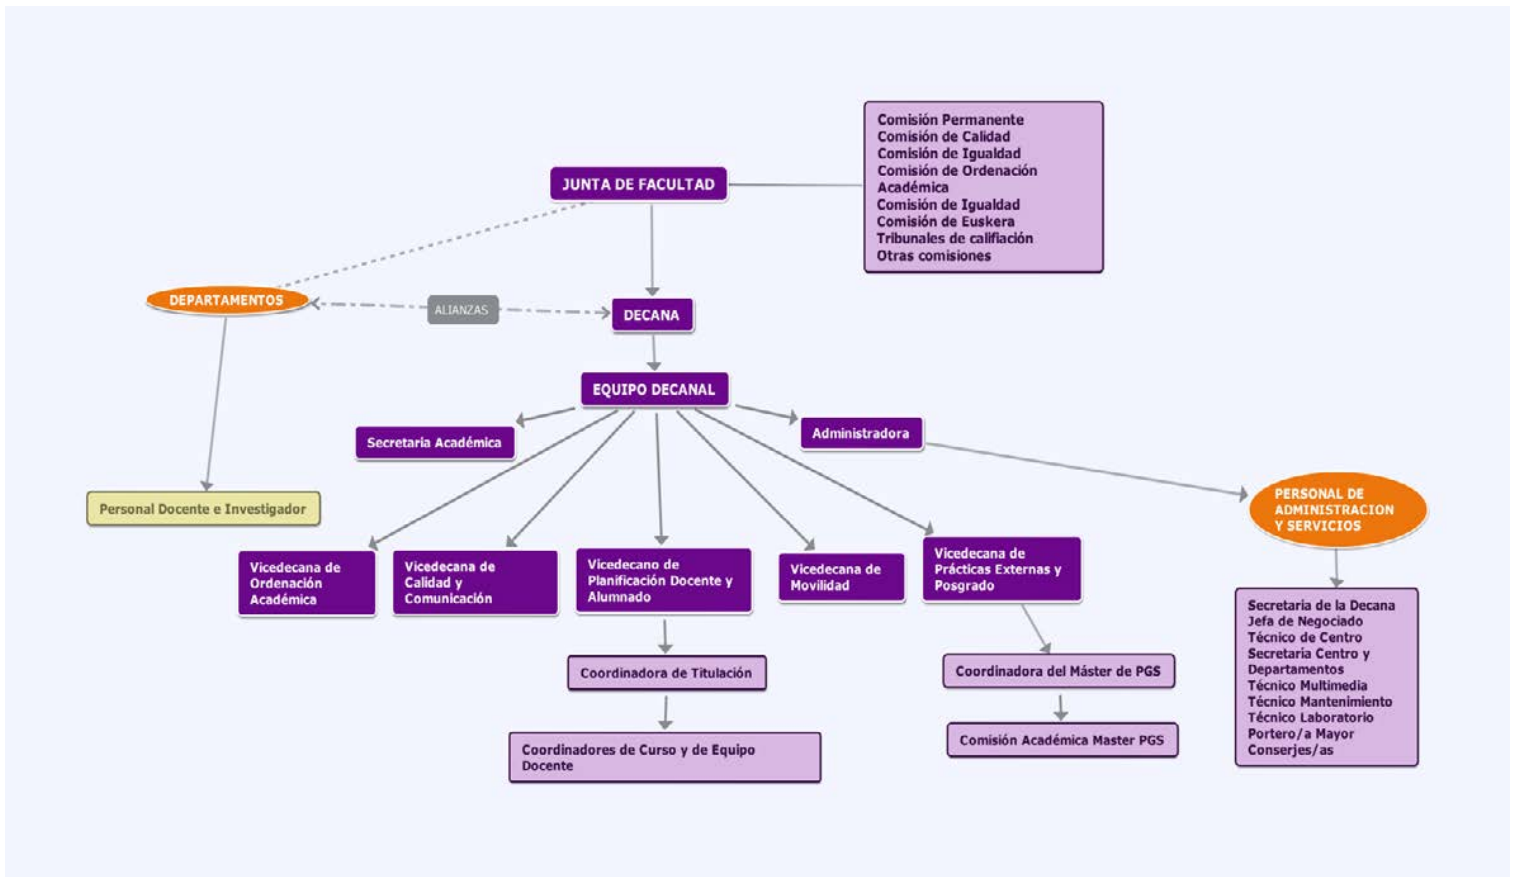 Comisión Permanente
Comisión de Calidad
Comisión de Igualdad
Comisión de Ordenación
Académica
Comisión de Igualdad
Comisión de Euskera
Tribunales de califiación
Otras comisiones
JUNTA DE FACULTAD
DEPARTAMENTOS
ALIANZAS
DECANA
EQUIPO DECANAL
Secretaria Académica
Administradora
Personal Docente e Investigador
PERSONAL DE
ADMINISTRACION
Y SERVICIOS
Vicedecana de
Ordenación
Académica
Vicedecana de
Calidad y
Comunicación
Vicedecano de
Planificación Docente y
Alumnado
Vicedecana de
Movilidad
Vicedecana de
Prácticas Externas y
Posgrado
Coordinadora de Titulación
Coordinadora del Máster de PGS
Coordinadores de Curso y de Equipo
Docente
Comisión Académica Master PGS
Secretaria de la Decana
Jefa de Negociado
Técnico de Centro
Secretaria Centro y
Departamentos
Técnico Multimedia
Técnico Mantenimiento
Técnico Laboratorio
Portero/a Mayor
Conserjes/as